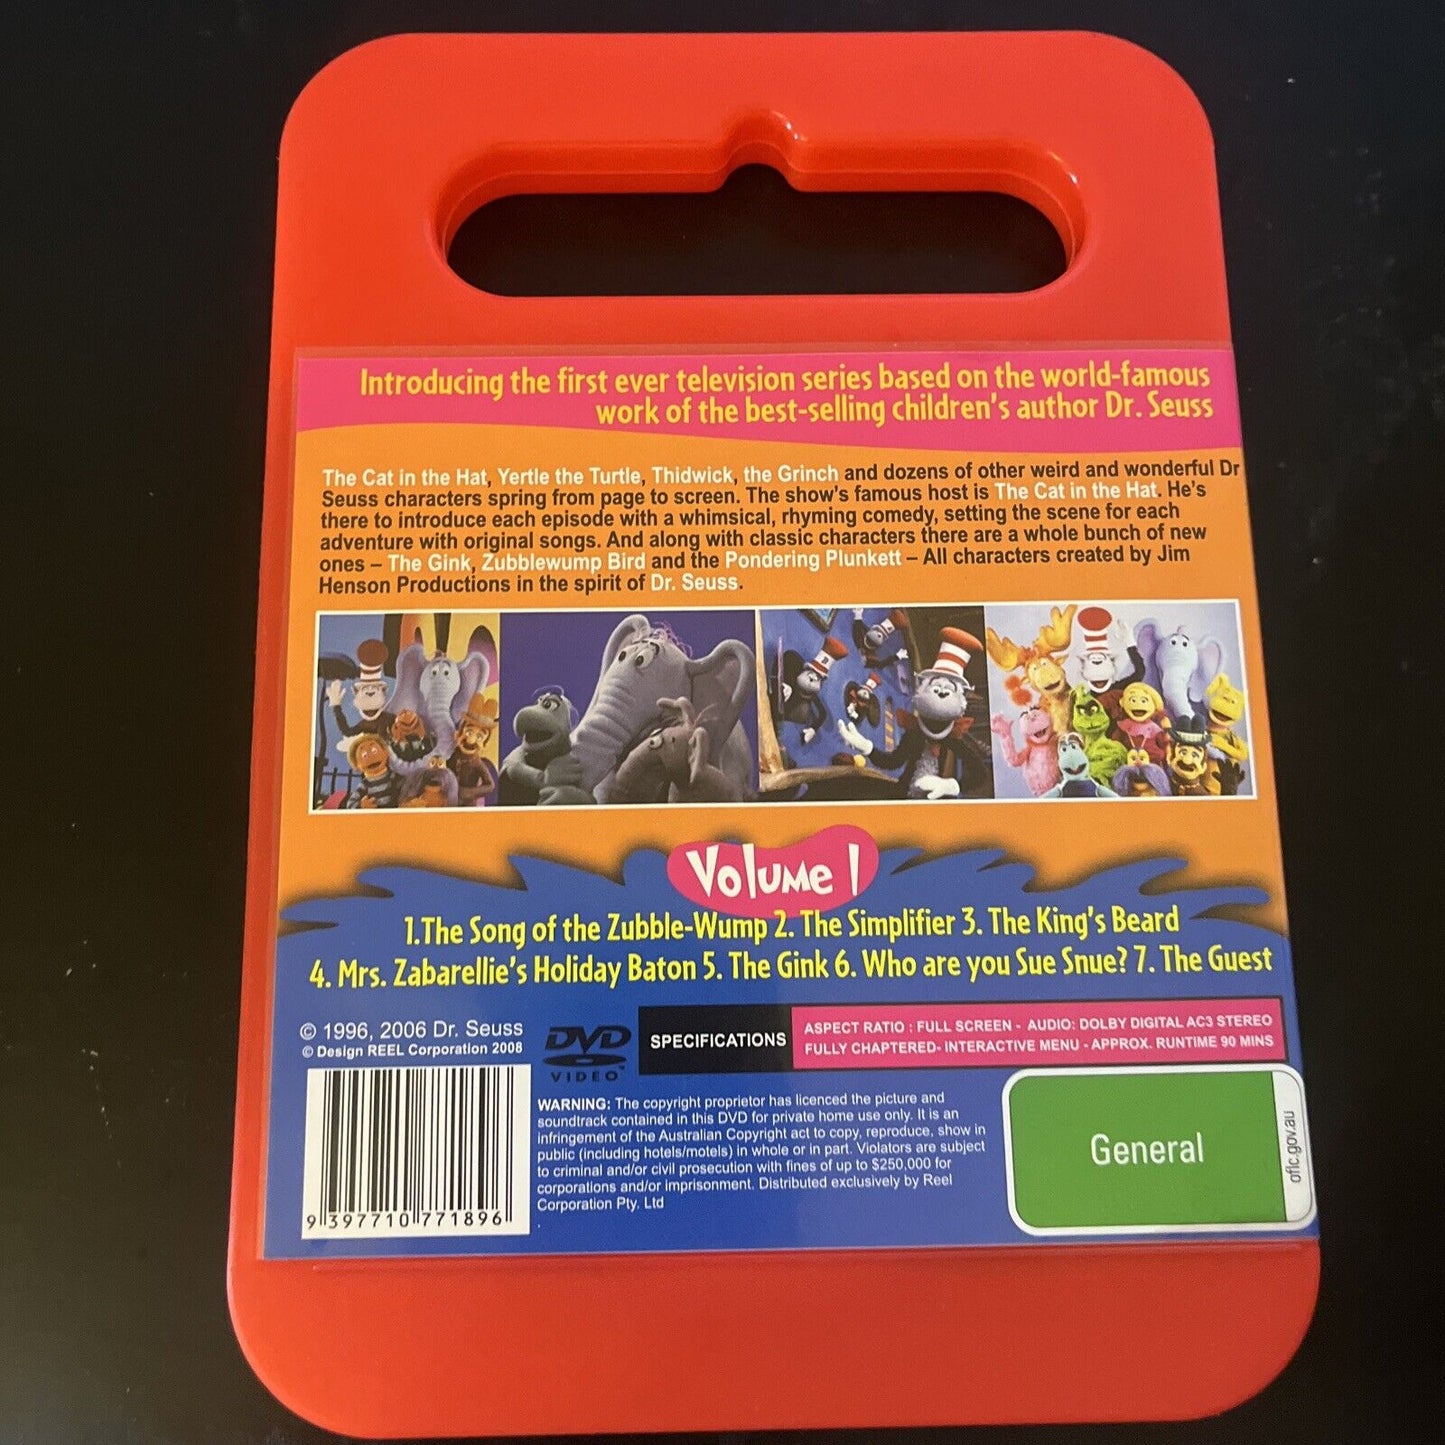 Introducing the first ever television series based on the world-famous
work of the best-selling children's author Dr. Seuss
The Cat in the Hat, Yertle the Turtle, Thidwick, the Grinch and dozens of other weird and wonderful Dr
Seuss characters spring from page to screen. The show's famous host is The Cat in the Hat. He's
there to introduce each episode with a whimsical, rhyming comedy, setting the scene for each
adventure with original songs. And along with classic characters there are a whole bunch of new
ones – The Gink, Zubblewump Bird and the Pondering Plunkett – All characters created by Jim
Henson Productions in the spirit of Dr. Seuss.
Volume 1
1.The Song of the Zubble-Wump 2. The Simplifier 3. The King's Beard
4. Mrs. Zabarellie's Holiday Baton 5. The Gink 6. Who are you Sue Snue? 7. The Guest
© 1996, 2006 Dr. Seuss
© Design REEL Corporation 2008
DVD
VIDEO™
SPECIFICATIONS
ASPECT RATIO : FULL SCREEN - AUDIO: DOLBY DIGITAL AC3 STEREO
FULLY CHAPTERED- INTERACTIVE MENU - APPROX. RUNTIME 90 MINS
9 397710 771896
WARNING: The copyright proprietor has licenced the picture and
soundtrack contained in this DVD for private home use only. It is an
infringement of the Australian Copyright act to copy, reproduce, show in
public (including hotels/motels) in whole or in part. Violators are subject
to criminal and/or civil prosecution with fines of up to $250,000 for
corporations and/or imprisonment. Distributed exclusively by Reel
Corporation Pty. Ltd
.
General
oflc.gov.au